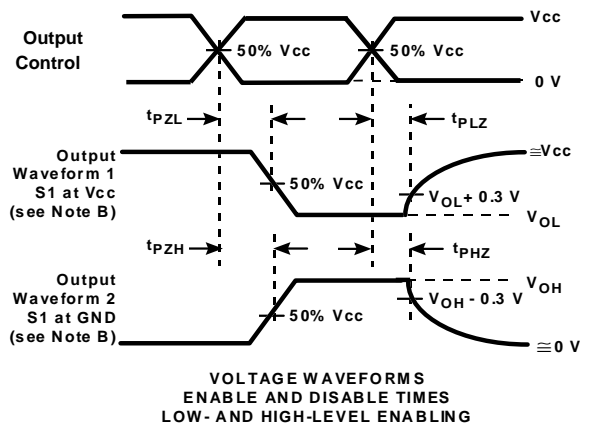 Output
Control
Vcc
50% Vcc
50% Vcc
0 V
tPZL
tPLZ
Output
Waveform 1
S1 at Vcc
(see Note B)
≅Vcc
50% Vcc
VOL+ 0.3 V
VOL
tPZH
tPHZ
Output
Waveform 2
S1 at GND
(see Note B)
VOH
VOH - 0.3 V
50% Vcc
≅0 V
VOLTAGE WAVEFORMS
ENABLE AND DISABLE TIMES
LOW- AND HIGH-LEVEL ENABLING